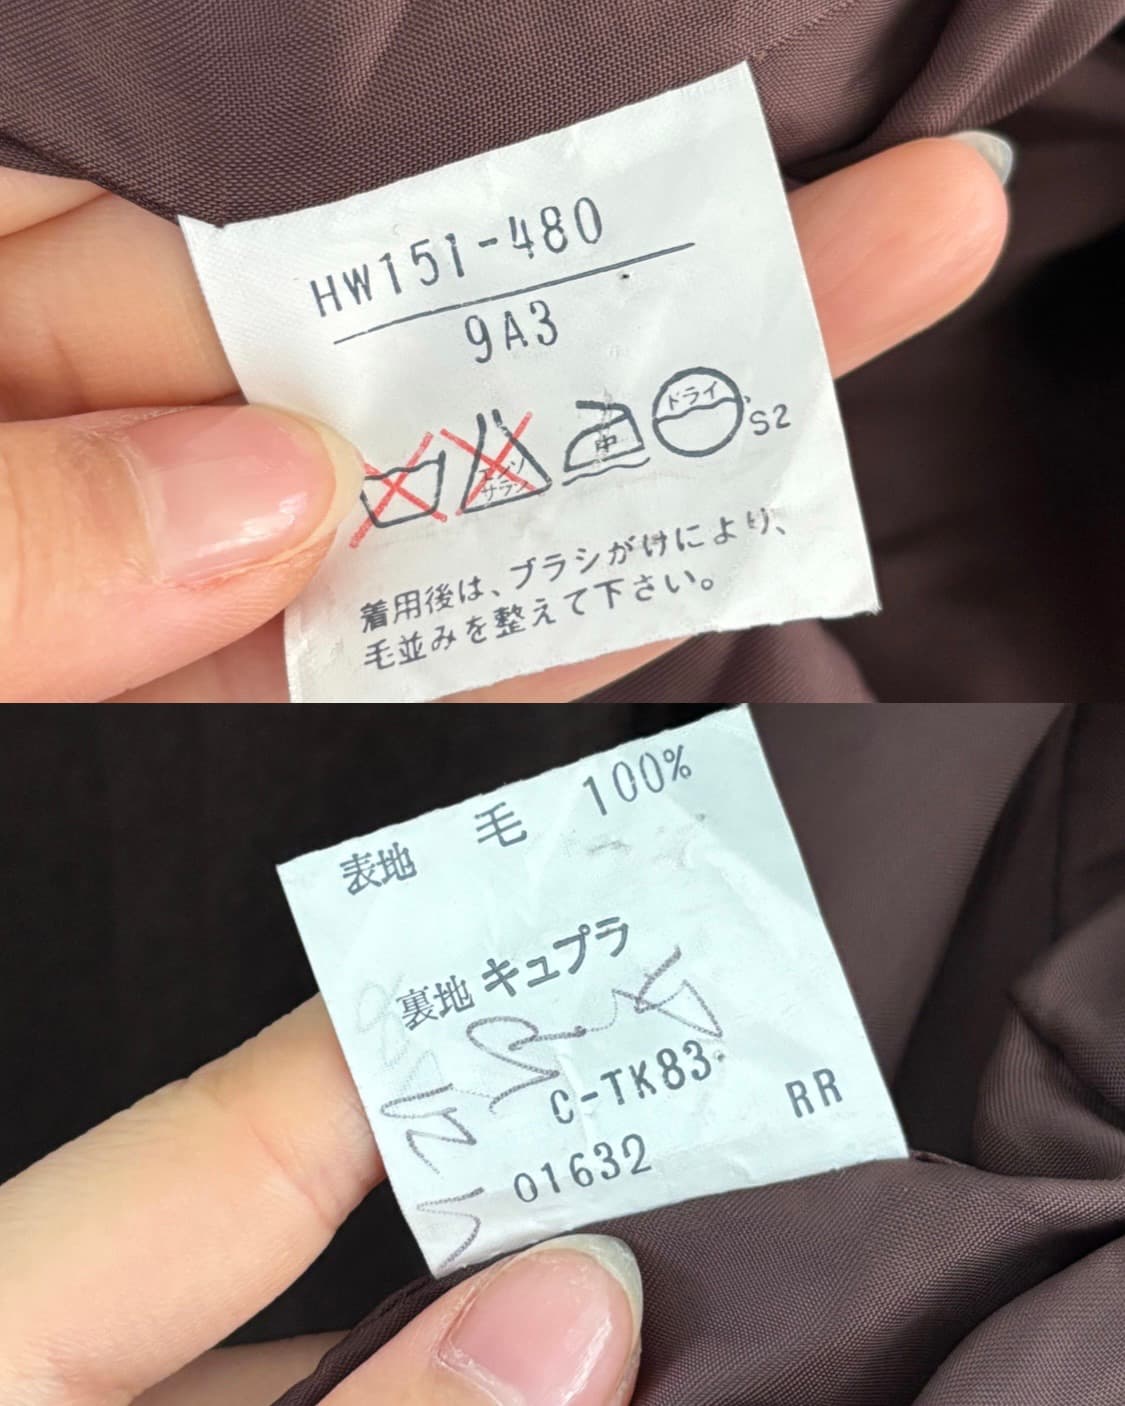 HW151-480
9A3
エンソ
サラシ
中
ドライ
S2
着用後は、ブラシがけにより、
毛並みを整えて下さい。
表地 毛 100%
裏地 キュプラ
C-TK83
01632 RR